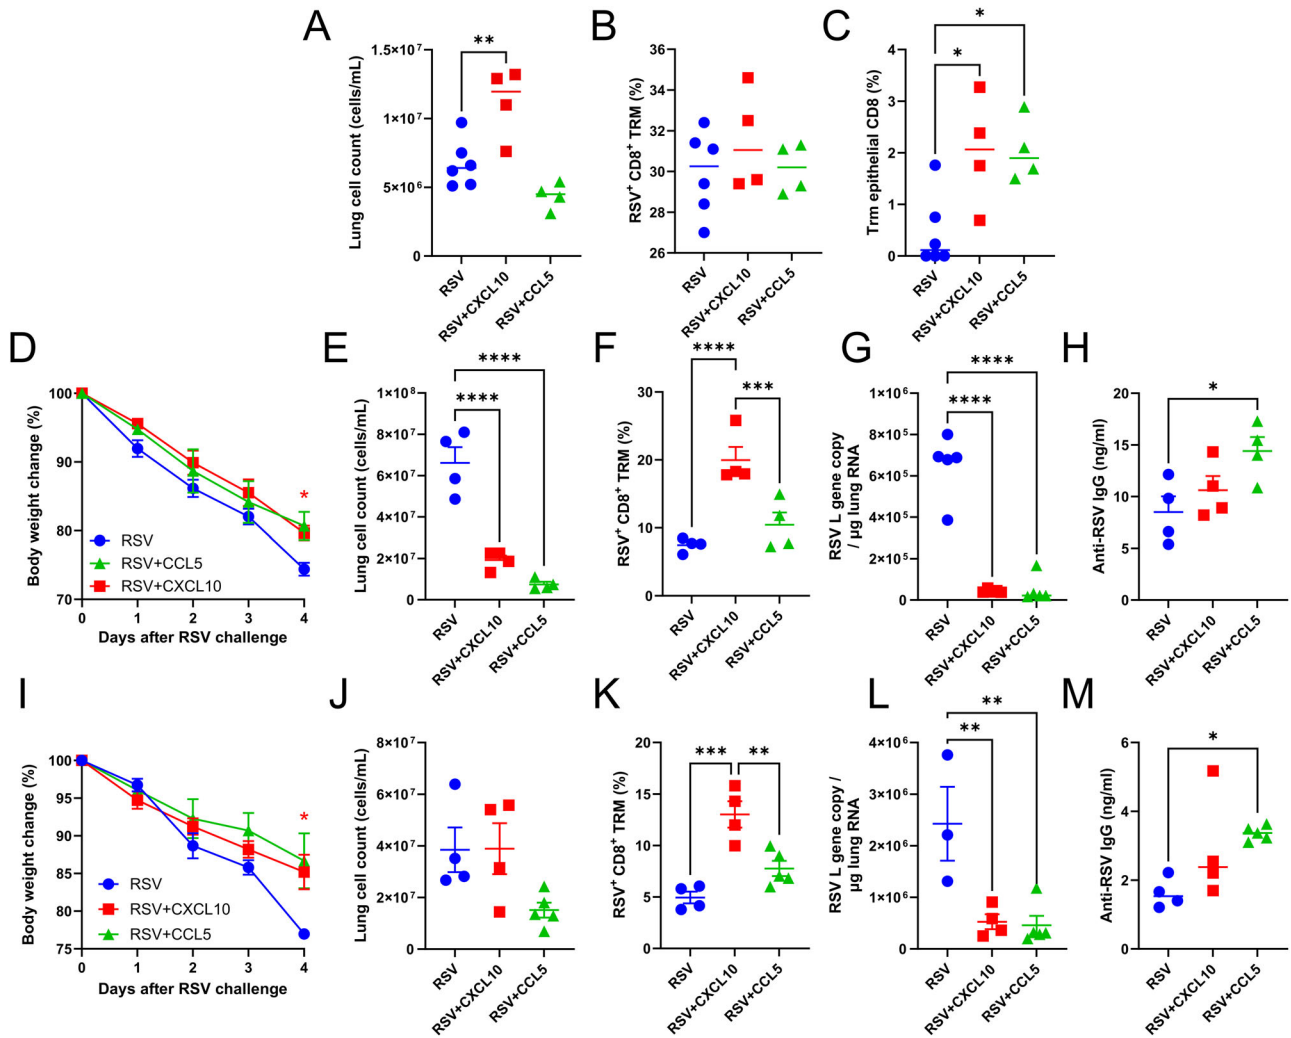 A
Lung cell count (cells/mL)
1.5×10⁷
1×10⁷
5×10⁶
0
**
RSV
RSV+CXCL10
RSV+CCL5
B
RSV⁺ CD8⁺ TRM (%)
36
34
32
30
28
26
RSV
RSV+CXCL10
RSV+CCL5
C
Trm epithelial CD8 (%)
4
3
2
1
0
*
*
RSV
RSV+CXCL10
RSV+CCL5
D
Body weight change (%)
100
90
80
70
*
RSV
RSV+CCL5
RSV+CXCL10
0 1 2 3 4
Days after RSV challenge
E
Lung cell count (cells/mL)
1×10⁸
8×10⁷
6×10⁷
4×10⁷
2×10⁷
0
****
****
RSV
RSV+CXCL10
RSV+CCL5
F
RSV⁺ CD8⁺ TRM (%)
30
20
10
0
****
***
RSV
RSV+CXCL10
RSV+CCL5
G
RSV L gene copy
/ µg lung RNA
1×10⁶
8×10⁵
6×10⁵
4×10⁵
2×10⁵
0
****
****
RSV
RSV+CXCL10
RSV+CCL5
H
Anti-RSV IgG (ng/ml)
20
15
10
5
0
*
RSV
RSV+CXCL10
RSV+CCL5
I
Body weight change (%)
100
95
90
85
80
75
*
RSV
RSV+CXCL10
RSV+CCL5
0 1 2 3 4
Days after RSV challenge
J
Lung cell count (cells/mL)
8×10⁷
6×10⁷
4×10⁷
2×10⁷
0
RSV
RSV+CXCL10
RSV+CCL5
K
RSV⁺ CD8⁺ TRM (%)
20
15
10
5
0
***
**
RSV
RSV+CXCL10
RSV+CCL5
L
RSV L gene copy /
µg lung RNA
4×10⁶
3×10⁶
2×10⁶
1×10⁶
0
**
**
RSV
RSV+CXCL10
RSV+CCL5
M
Anti-RSV IgG (ng/ml)
6
4
2
0
*
RSV
RSV+CXCL10
RSV+CCL5